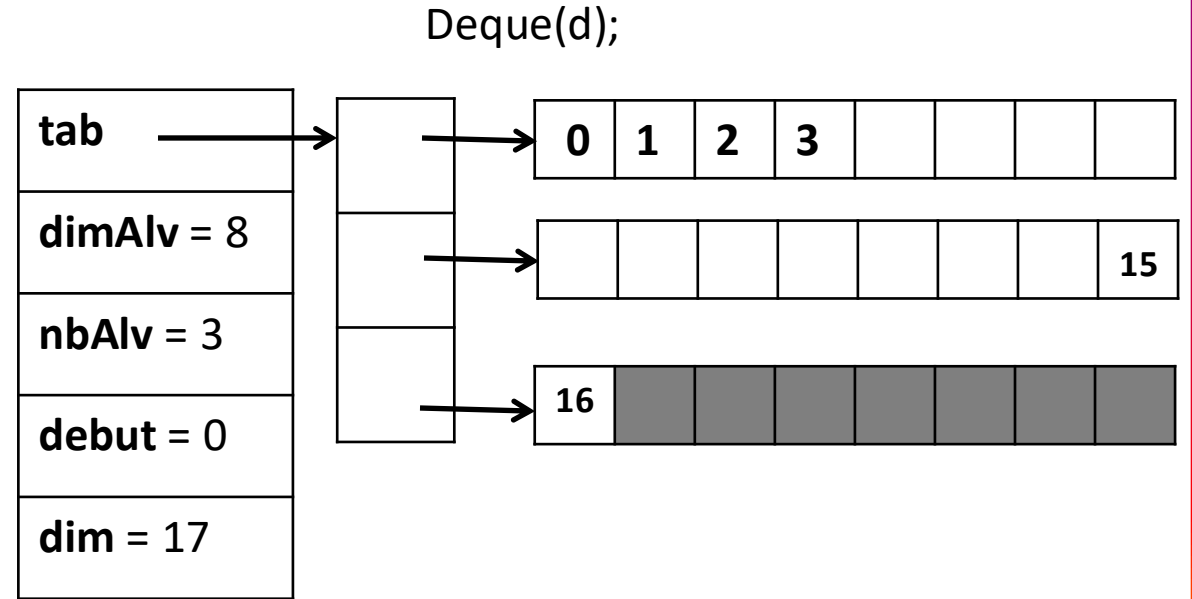 Deque(d);
tab
0 1 2 3
dimAlv = 8
15
nbAlv = 3
16
debut = 0
dim = 17